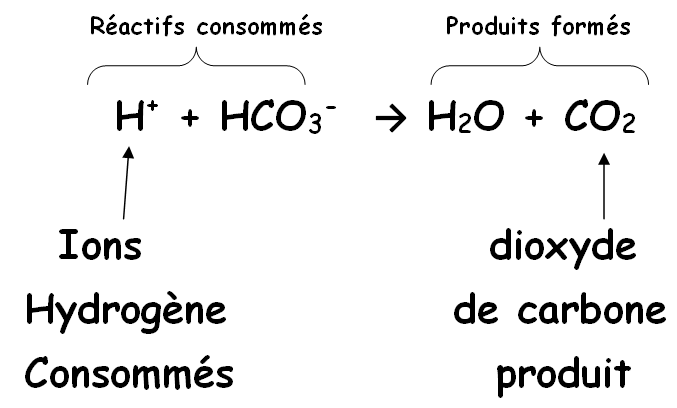 Réactifs consommés Produits formés
H⁺ + HCO₃⁻ → H₂O + CO₂
Ions dioxyde
Hydrogène de carbone
Consommés produit